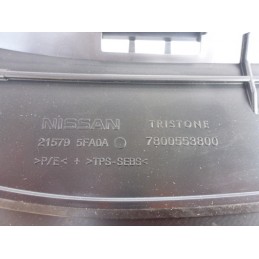 NISSAN TRISTONE
21579 5FA0A 7800553800
>P/E< + >TPS-SEBS<